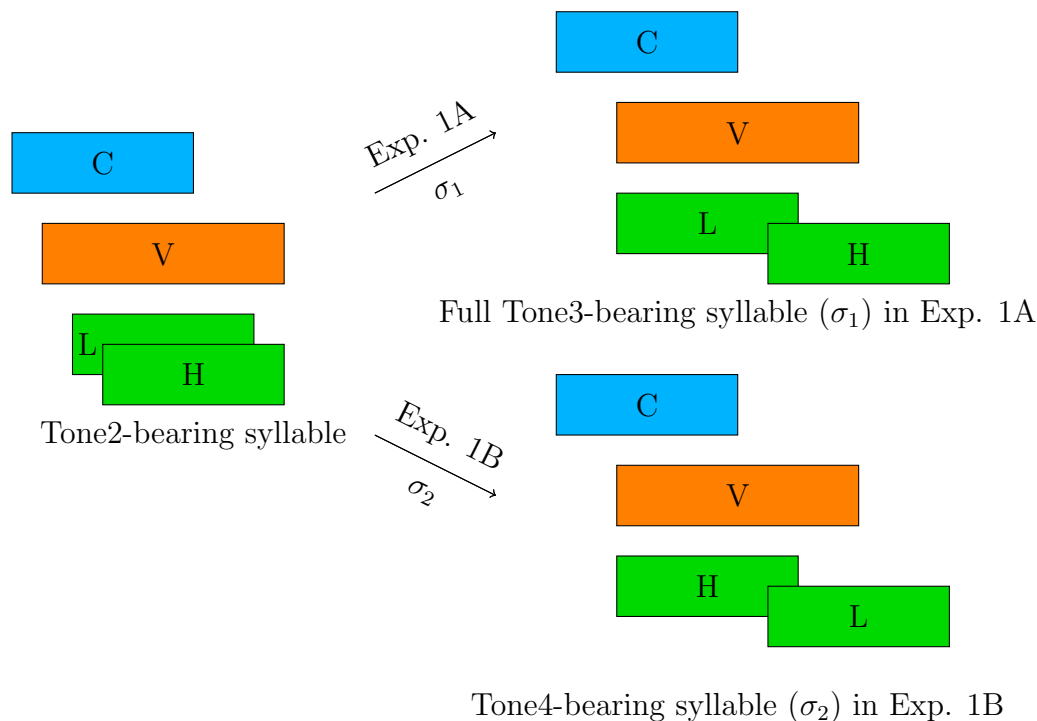 C
V
L
H
Tone2-bearing syllable
Exp. 1A
σ₁
C
V
L
H
Full Tone3-bearing syllable (σ₁) in Exp. 1A
Exp. 1B
σ₂
C
V
H
L
Tone4-bearing syllable (σ₂) in Exp. 1B